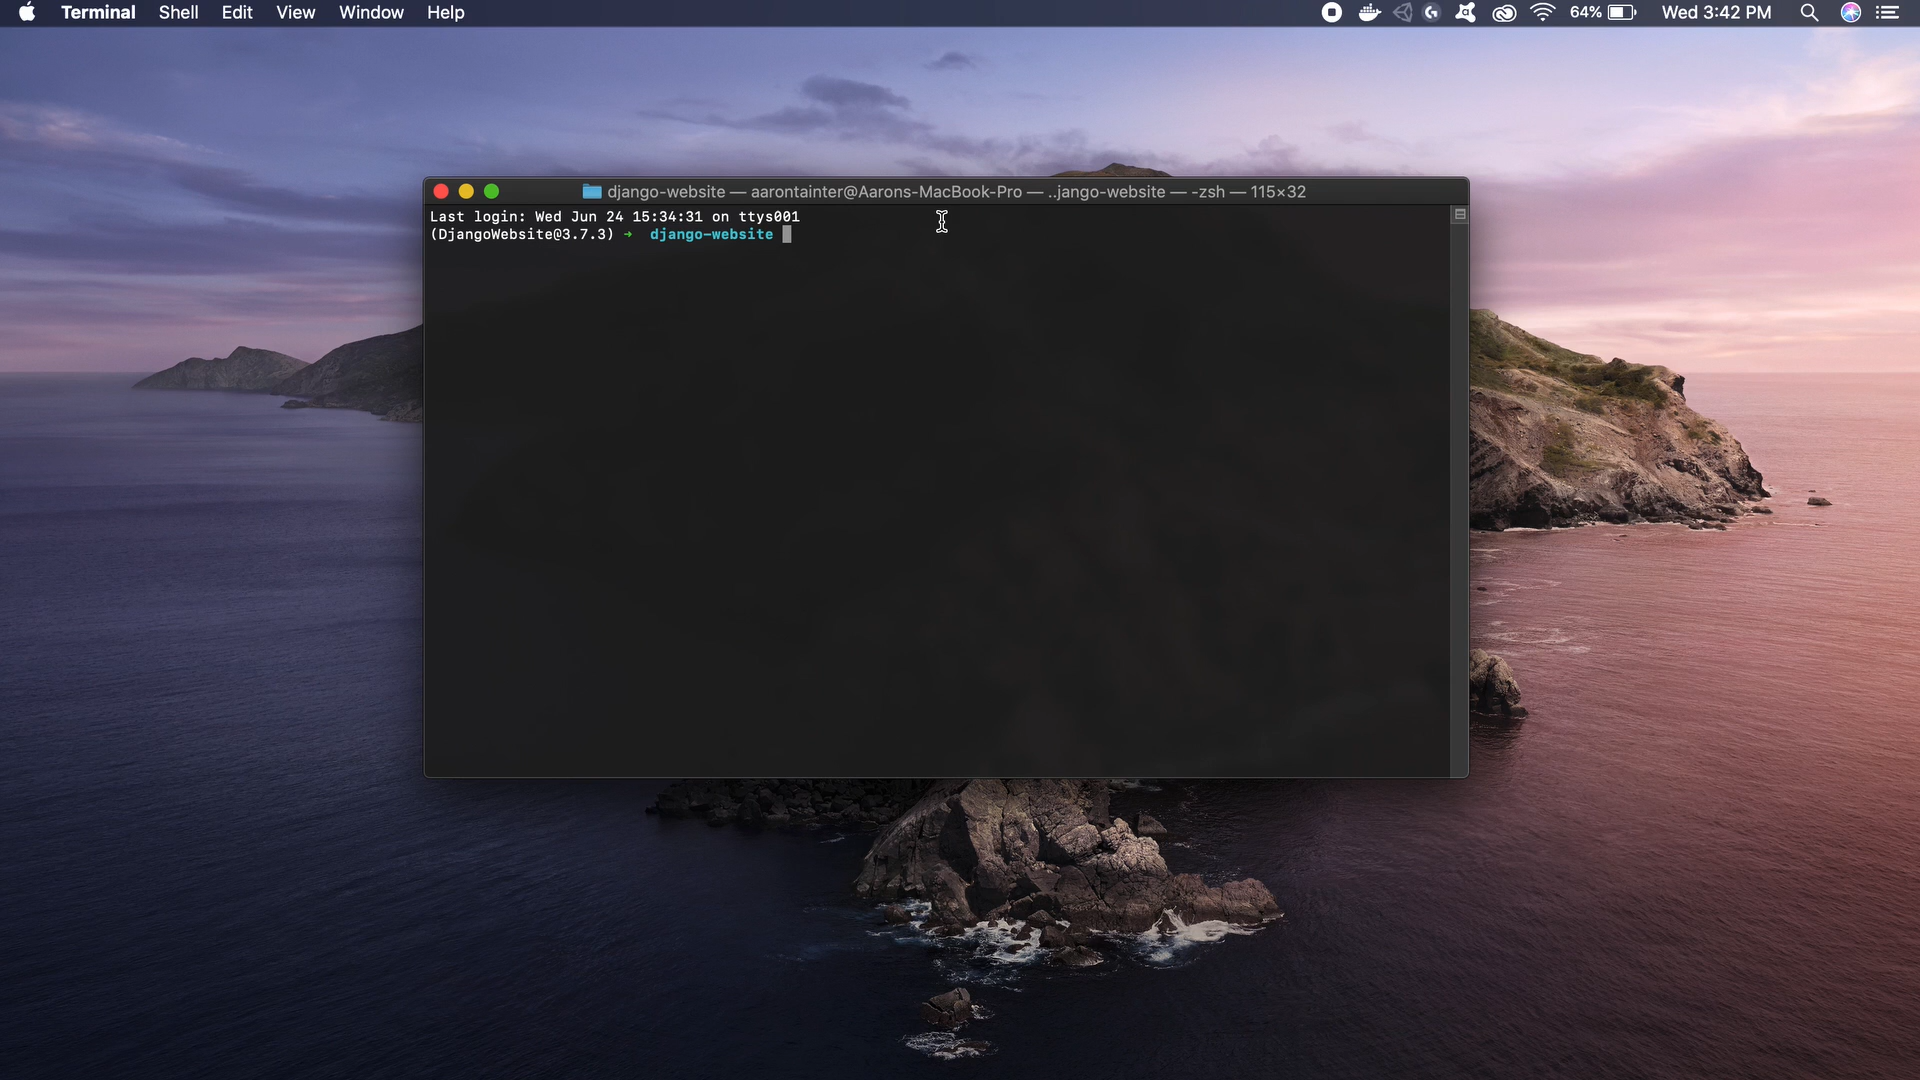 Terminal Shell Edit View Window Help 64% Wed 3:42 PM
django-website — aarontainter@Aarons-MacBook-Pro — ..jango-website — -zsh — 115×32
Last login: Wed Jun 24 15:34:31 on ttys001
(DjangoWebsite@3.7.3) → django-website